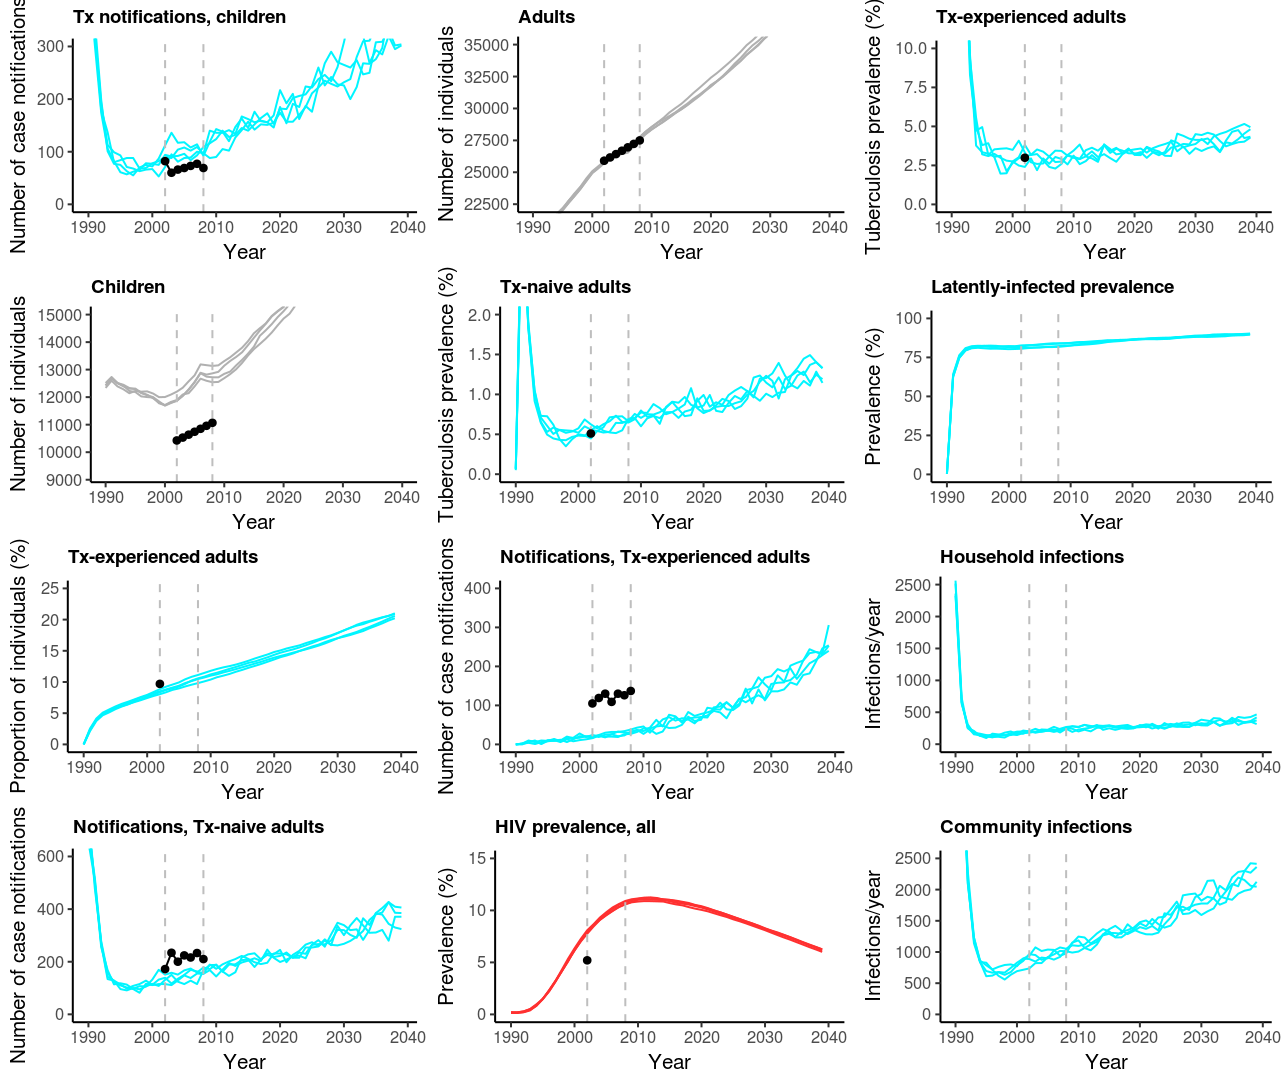 Tx notifications, children
Number of case notifications
300
200
100
0
1990 2000 2010 2020 2030 2040
Year
Adults
Number of individuals
35000
32500
30000
27500
25000
22500
1990 2000 2010 2020 2030 2040
Year
Tx-experienced adults
Tuberculosis prevalence (%)
10.0
7.5
5.0
2.5
0.0
1990 2000 2010 2020 2030 2040
Year
Children
Number of individuals
15000
14000
13000
12000
11000
10000
9000
1990 2000 2010 2020 2030 2040
Year
Tx-naive adults
Tuberculosis prevalence (%)
2.0
1.5
1.0
0.5
0.0
1990 2000 2010 2020 2030 2040
Year
Latently-infected prevalence
Prevalence (%)
100
75
50
25
0
1990 2000 2010 2020 2030 2040
Year
Tx-experienced adults
Proportion of individuals (%)
25
20
15
10
5
0
1990 2000 2010 2020 2030 2040
Year
Notifications, Tx-experienced adults
Number of case notifications
400
300
200
100
0
1990 2000 2010 2020 2030 2040
Year
Household infections
Infections/year
2500
2000
1500
1000
500
0
1990 2000 2010 2020 2030 2040
Year
Notifications, Tx-naive adults
Number of case notifications
600
400
200
0
1990 2000 2010 2020 2030 2040
Year
HIV prevalence, all
Prevalence (%)
15
10
5
0
1990 2000 2010 2020 2030 2040
Year
Community infections
Infections/year
2500
2000
1500
1000
500
0
1990 2000 2010 2020 2030 2040
Year